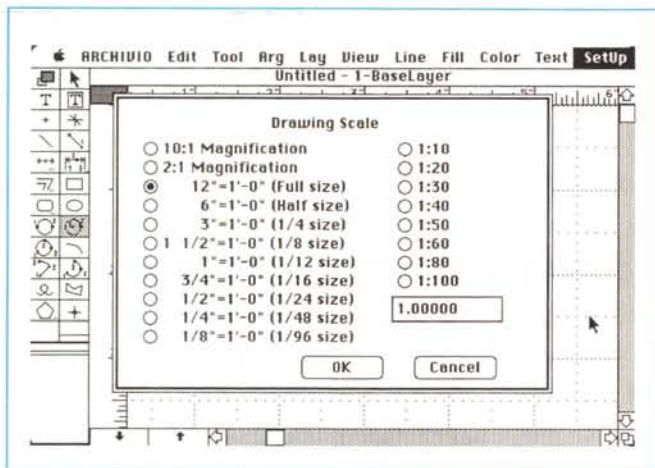 ARCHIVIO Edit Tool Arg Lay View Line Fill Color Text SetUp
Untitled - 1-BaseLayer
Drawing Scale
10:1 Magnification
2:1 Magnification
12"=1'-0" (Full size)
6"=1'-0" (Half size)
3"=1'-0" (1/4 size)
1 1/2"=1'-0" (1/8 size)
1"=1'-0" (1/12 size)
3/4"=1'-0" (1/16 size)
1/2"=1'-0" (1/24 size)
1/4"=1'-0" (1/48 size)
1/8"=1'-0" (1/96 size)
1:10
1:20
1:30
1:40
1:50
1:60
1:80
1:100
1.00000
OK Cancel
T T